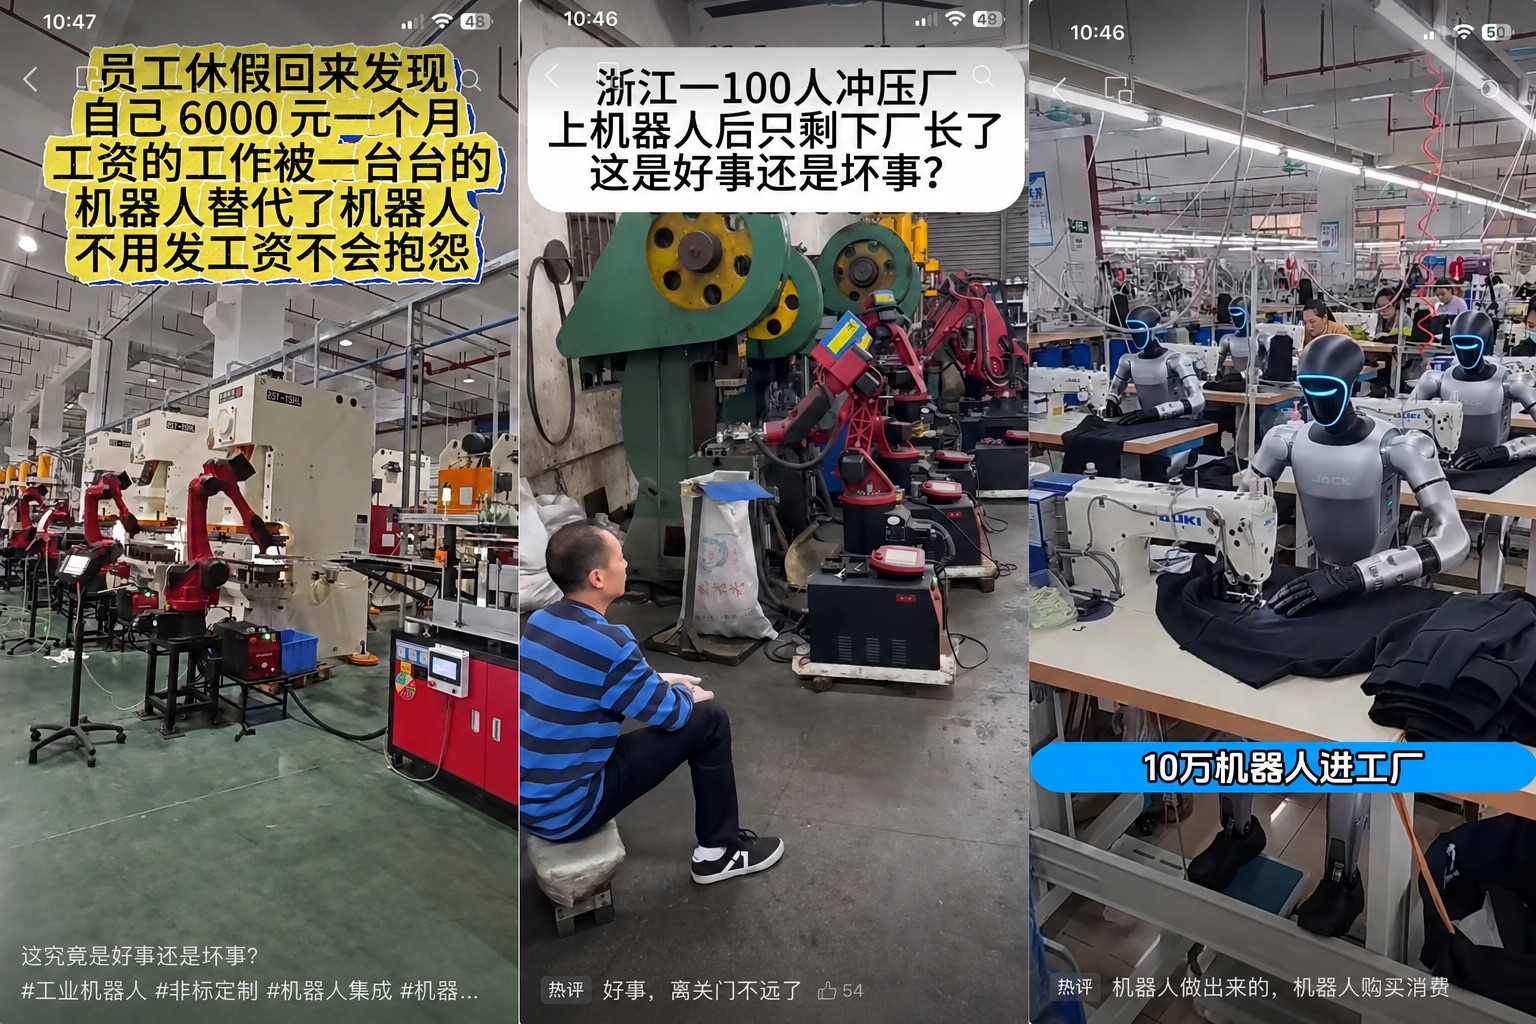 10:47
48
员工休假回来发现
自己 6000 元一个月
工资的工作被一台台的
机器人替代了机器人
不用发工资不会抱怨
这究竟是好事还是坏事?
#工业机器人 #非标定制 #机器人集成 #机器...
10:46
49
浙江一100人冲压厂
上机器人后只剩下厂长了
这是好事还是坏事?
热评 好事，离关门不远了 54
10:46
50
JACK
JUKI
10万机器人进工厂
热评 机器人做出来的，机器人购买消费